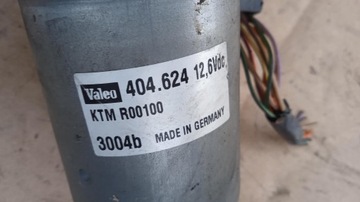 Valeo 404.624 12,6Vdc
KTM R00100
3004b MADE IN GERMANY